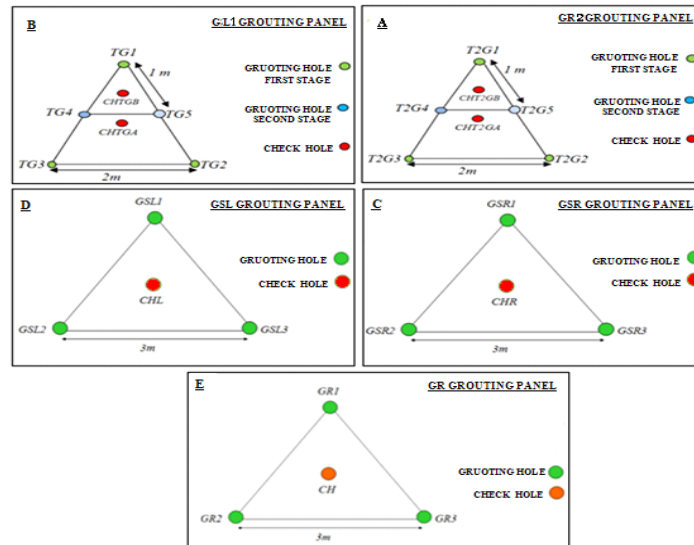 B
GL1 GROUTING PANEL
TG1
1 m
TG4
TG5
CHTGB
CHTGA
TG3
TG2
2m
GRUOTING HOLE
FIRST STAGE
GRUOTING HOLE
SECOND STAGE
CHECK HOLE
A
GR2 GROUTING PANEL
T2G1
1 m
T2G4
T2G5
CHT2GB
CHT2GA
T2G3
T2G2
2m
GRUOTING HOLE
FIRST STAGE
GRUOTING HOLE
SECOND STAGE
CHECK HOLE
D
GSL GROUTING PANEL
GSL1
CHL
GSL2
GSL3
3m
GRUOTING HOLE
CHECK HOLE
C
GSR GROUTING PANEL
GSR1
CHR
GSR2
GSR3
3m
GRUOTING HOLE
CHECK HOLE
E
GR GROUTING PANEL
GR1
CH
GR2
GR3
3m
GRUOTING HOLE
CHECK HOLE